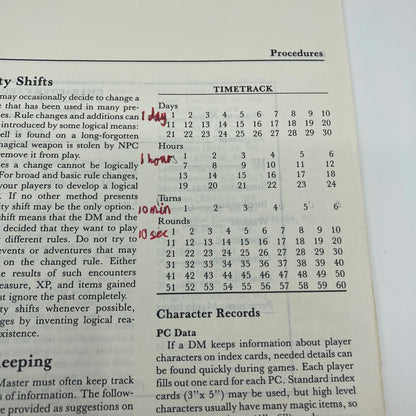 Procedures
ty Shifts
may occasionally decide to change a
e that has been used in many pre-
es. Rule changes and additions can
introduced by some logical means:
ell is found on a long-forgotten
magical weapon is stolen by NPC
remove it from play.
es a change cannot be logically
For broad and basic rule changes,
your players to develop a logical
l. If no other method presents
ty shift may be the only option.
shift means that the DM and the
decided that they want to play
different rules. Do not try to
events or adventures that may
on the changed rule. Either
he results of such encounters
easure, XP, and items gained
st ignore the past completely.
ty shifts whenever possible,
ges by inventing logical rea-
existence.
eeping
Master must often keep track
s of information. The follow-
e provided as suggestions on
TIMETRACK
Days
1 day 1 2 3 4 5 6 7 8 9 10
11 12 13 14 15 16 17 18 19 20
21 22 23 24 25 26 27 28 29 30
Hours
1 hour 1 2 3 4 5 6
7 8 9 10 11 12
13 14 15 16 17 18
19 20 21 22 23 24
Turns
10 min 1 2 3 4 5 6
Rounds
10 sec 1 2 3 4 5 6 7 8 9 10
11 12 13 14 15 16 17 18 19 20
21 22 23 24 25 26 27 28 29 30
31 32 33 34 35 36 37 38 39 40
41 42 43 44 45 46 47 48 49 50
51 52 53 54 55 56 57 58 59 60
Character Records
PC Data
If a DM keeps information about player
characters on index cards, needed details can
be found quickly during games. Each player
fills out one card for each PC. Standard index
cards (3"x 5") may be used, but high level
characters usually have many magic items, so